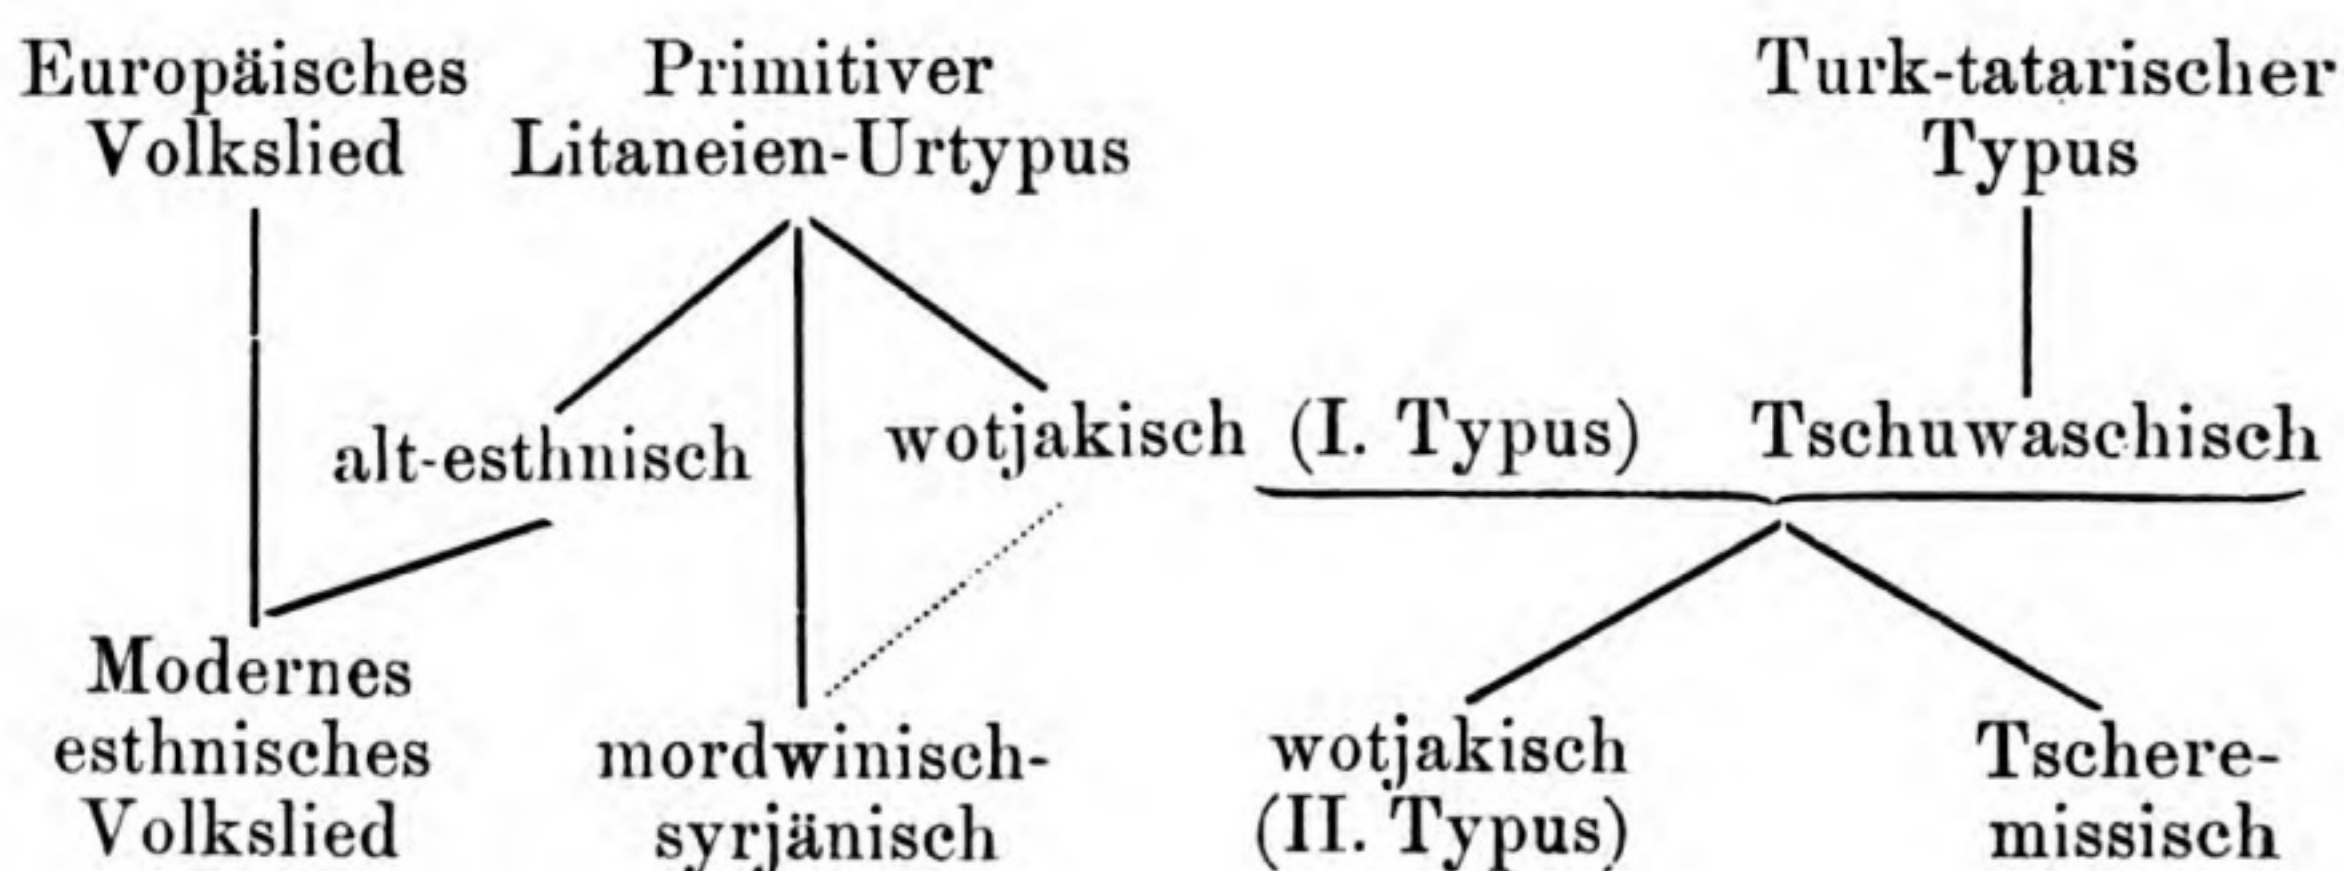 Europäisches
Volkslied
Primitiver
Litaneien-Urtypus
Turk-tatarischer
Typus
alt-esthnisch
wotjakisch (I. Typus)
Tschuwaschisch
Modernes
esthnisches
Volkslied
mordwinisch-
syrjänisch
wotjakisch
(II. Typus)
Tschere-
missisch